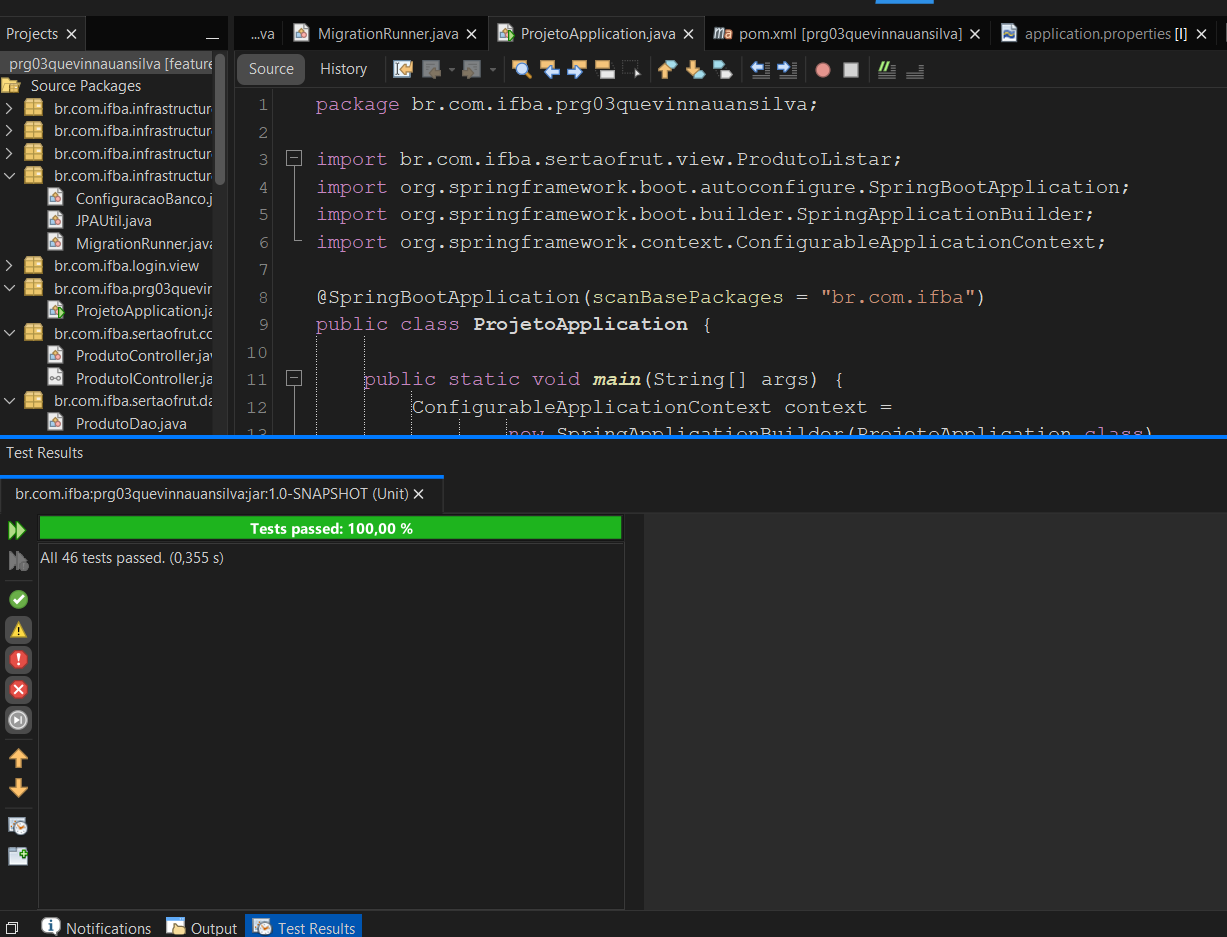 Projects
prg03quevinnauansilva [feature
Source Packages
br.com.ifba.infrastructur
br.com.ifba.infrastructur
br.com.ifba.infrastructur
br.com.ifba.infrastructur
ConfiguracaoBanco.j
JPAUtil.java
MigrationRunner.java
br.com.ifba.login.view
br.com.ifba.prg03quevir
ProjetoApplication.ja
br.com.ifba.sertaofrut.co
ProdutoController.jav
ProdutoIController.ja
br.com.ifba.sertaofrut.da
ProdutoDao.java
...va MigrationRunner.java ProjetoApplication.java pom.xml [prg03quevinnauansilva] application.properties [I]
Source History
1 package br.com.ifba.prg03quevinnauansilva;
2
3 import br.com.ifba.sertaofrut.view.ProdutoListar;
4 import org.springframework.boot.autoconfigure.SpringBootApplication;
5 import org.springframework.boot.builder.SpringApplicationBuilder;
6 import org.springframework.context.ConfigurableApplicationContext;
7
8 @SpringBootApplication(scanBasePackages = "br.com.ifba")
9 public class ProjetoApplication {
10
11 public static void main(String[] args) {
12 ConfigurableApplicationContext context =
13 new SpringApplicationBuilder(ProjetoApplication.class)
Test Results
br.com.ifba:prg03quevinnauansilva:jar:1.0-SNAPSHOT (Unit)
Tests passed: 100,00 %
All 46 tests passed. (0,355 s)
Notifications Output Test Results